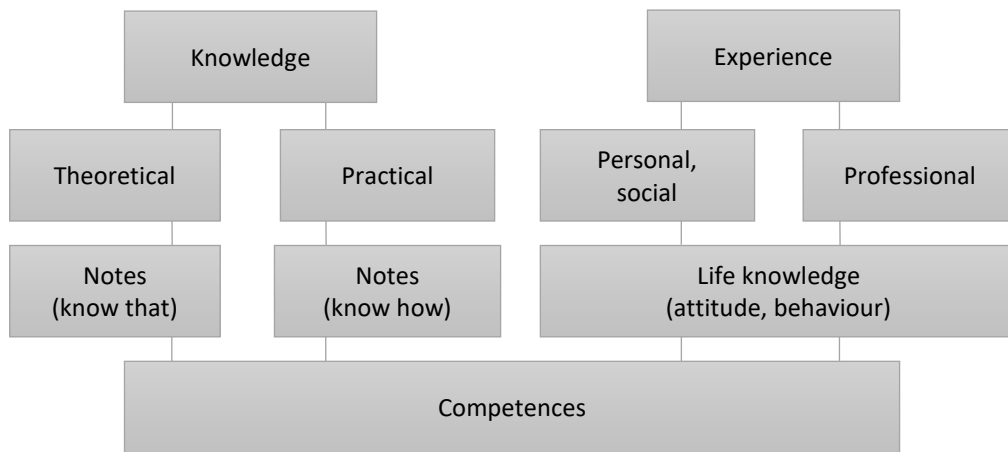 Knowledge
Experience
Theoretical
Practical
Personal,
social
Professional
Notes
(know that)
Notes
(know how)
Life knowledge
(attitude, behaviour)
Competences